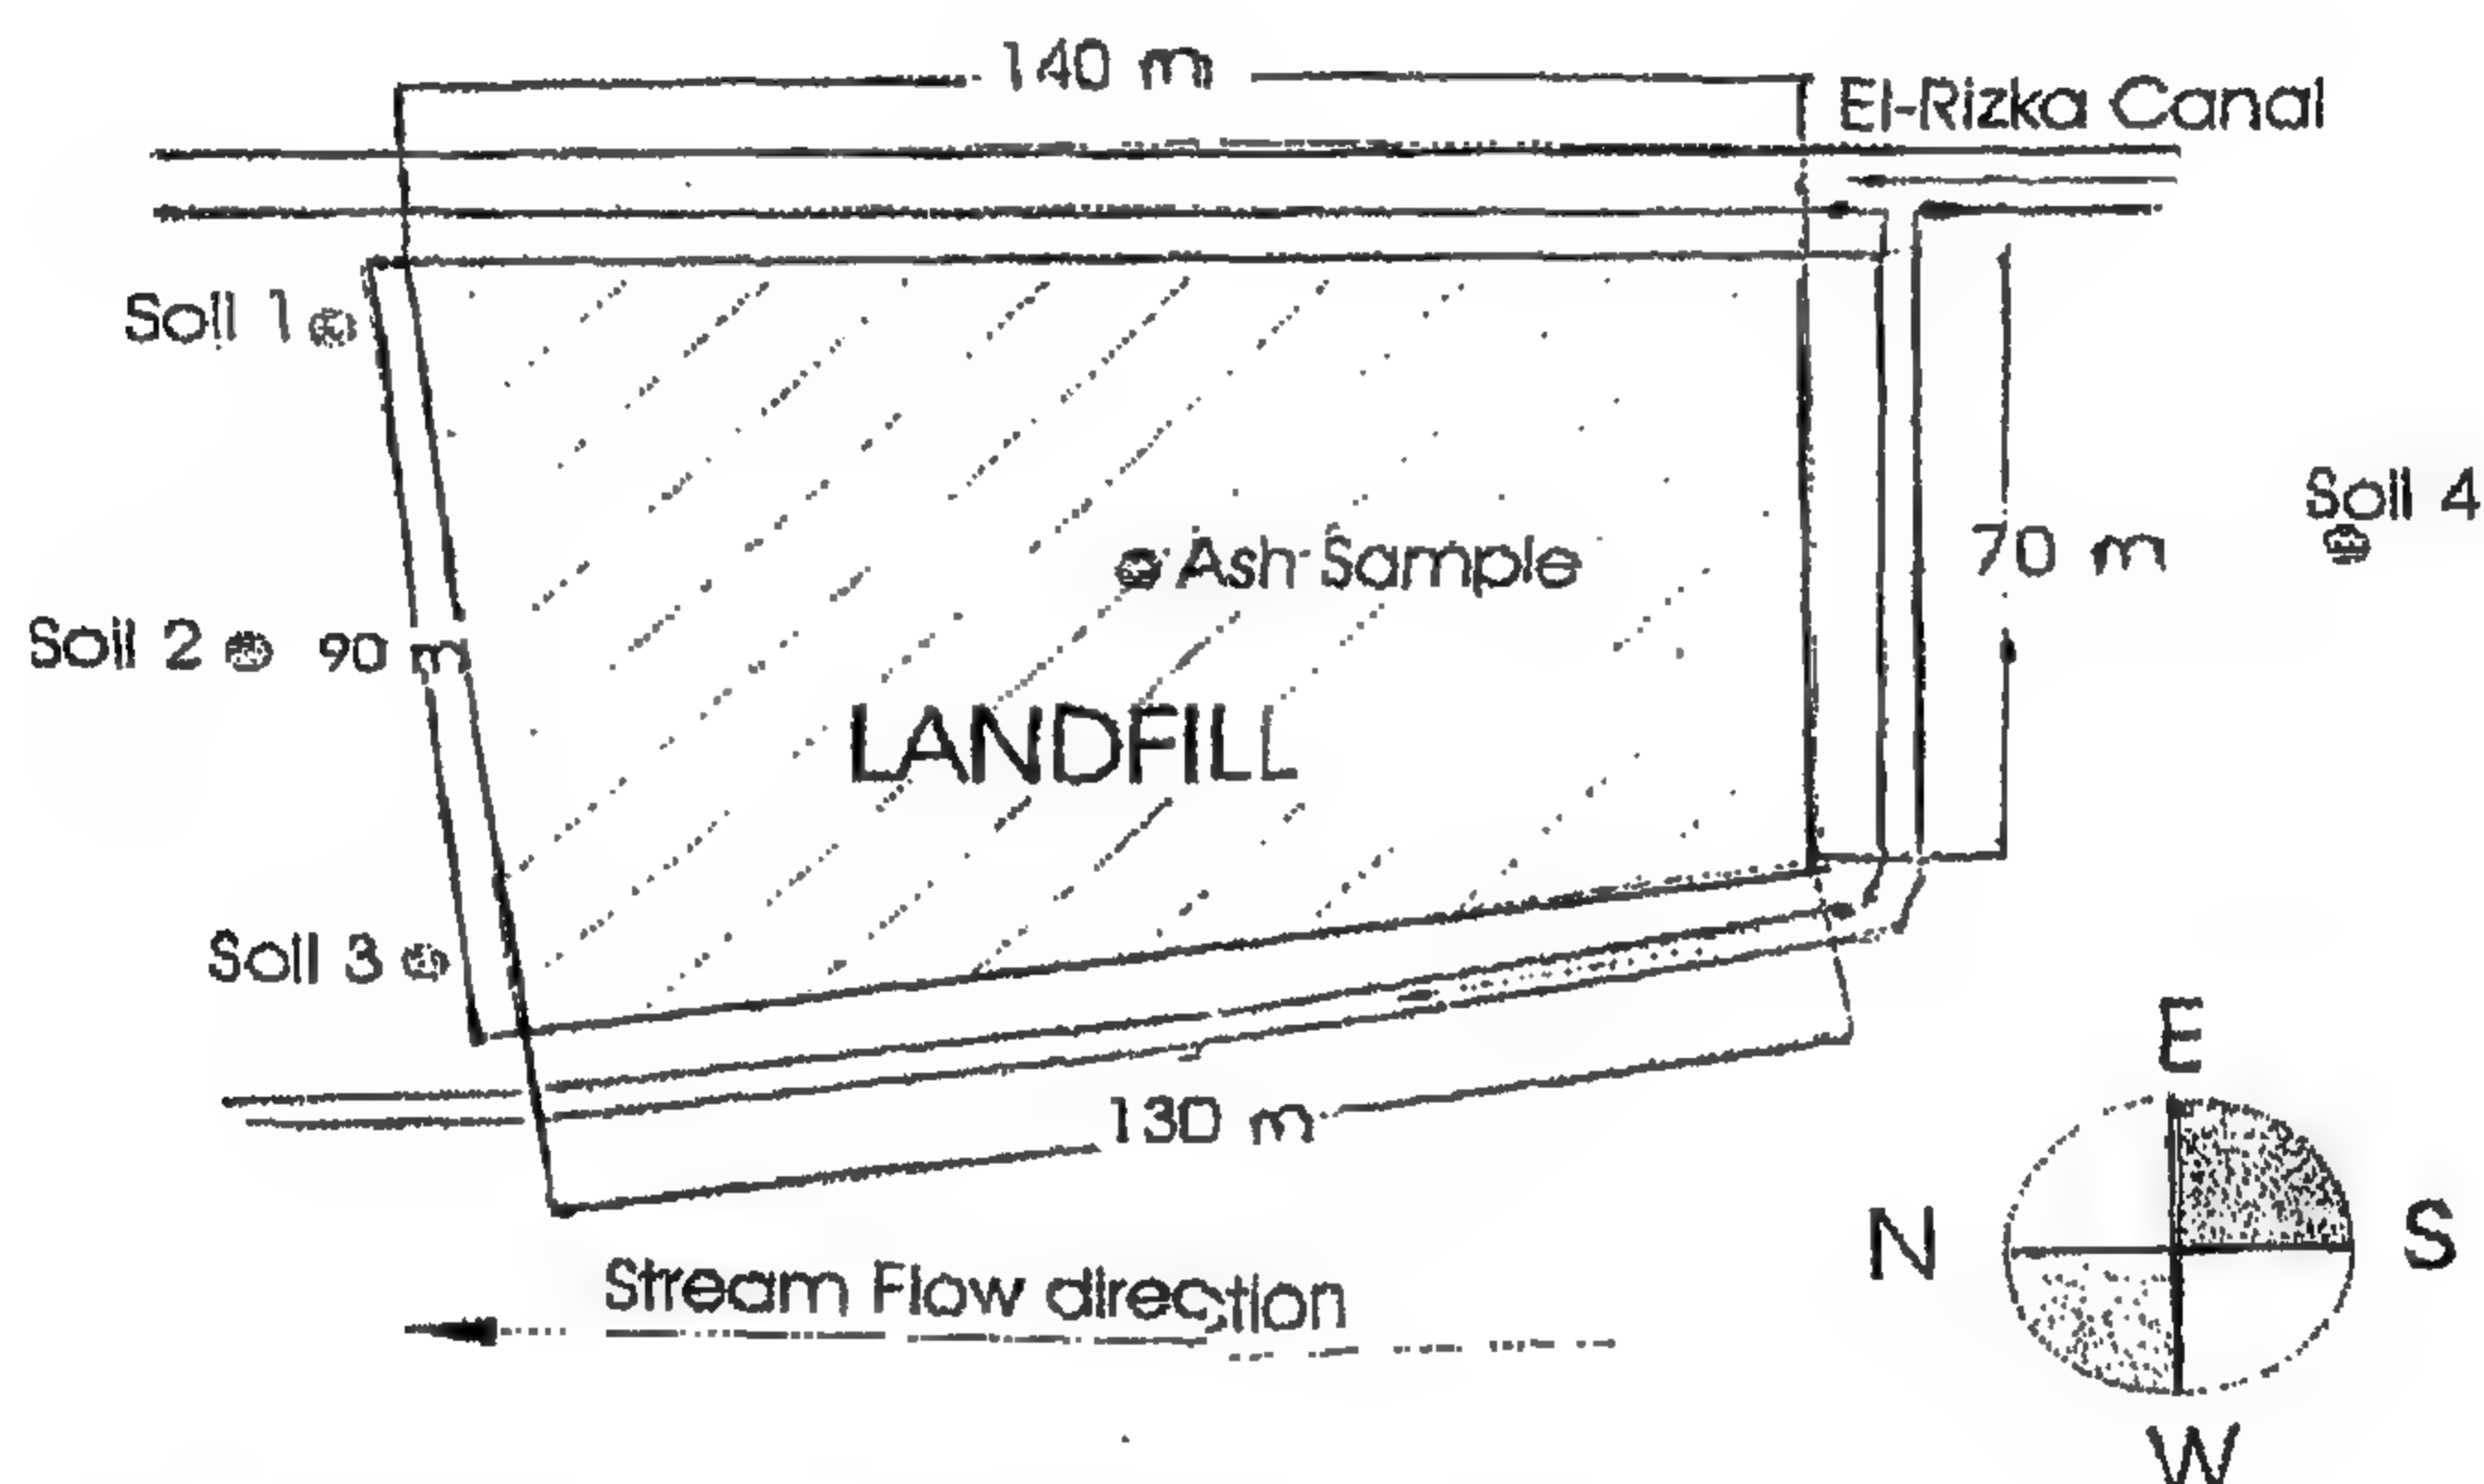 140 m
El-Rizka Canal
Soil 1
Soil 4
Ash Sample
70 m
Soil 2
90 m
LANDFILL
Soil 3
E
130 m
N
S
Stream Flow direction
W